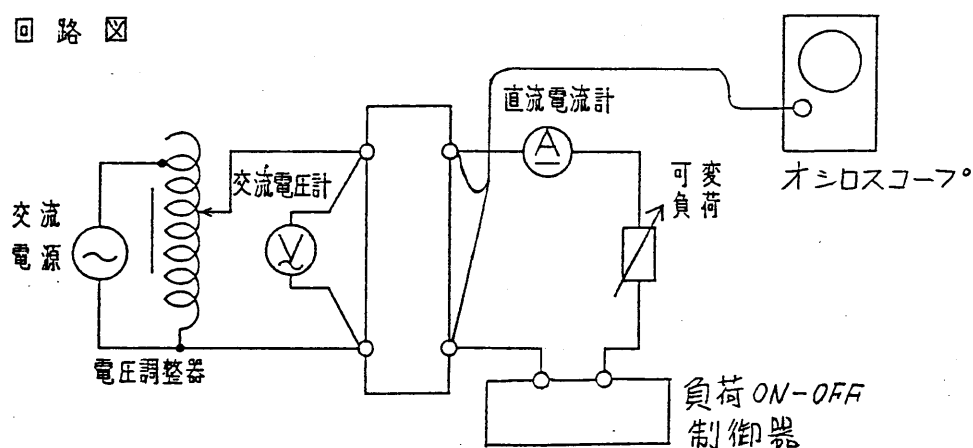 回路図
直流電流計
A
オシロスコープ
交流電圧計
可変
負荷
交流
電源
V
電圧調整器
負荷ON-OFF
制御器